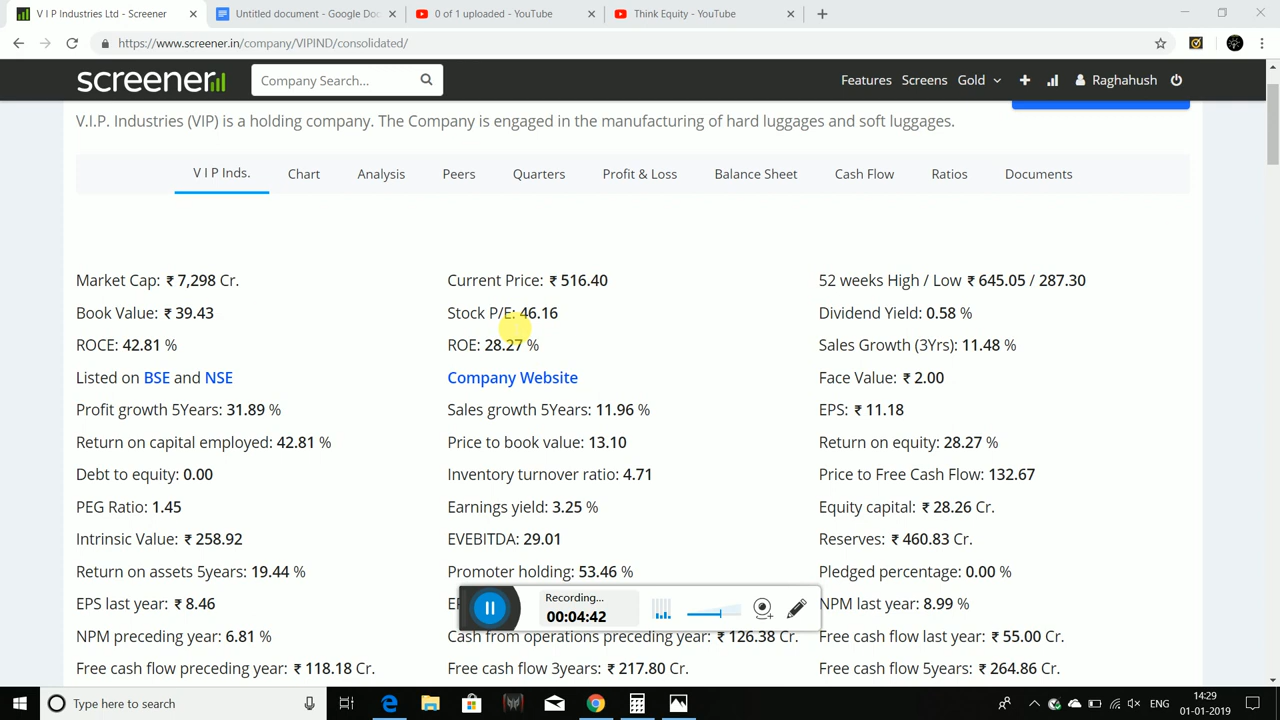 V I P Industries Ltd - Screener
Untitled document - Google Doc
0 of 1 uploaded - YouTube
Think Equity - YouTube
https://www.screener.in/company/VIPIND/consolidated/
screener
Company Search...
Features Screens Gold Raghahush
V.I.P. Industries (VIP) is a holding company. The Company is engaged in the manufacturing of hard luggages and soft luggages.
V I P Inds. Chart Analysis Peers Quarters Profit & Loss Balance Sheet Cash Flow Ratios Documents
Market Cap: ₹ 7,298 Cr. Current Price: ₹ 516.40 52 weeks High / Low ₹ 645.05 / 287.30
Book Value: ₹ 39.43 Stock P/E: 46.16 Dividend Yield: 0.58 %
ROCE: 42.81 % ROE: 28.27 % Sales Growth (3Yrs): 11.48 %
Listed on BSE and NSE Company Website Face Value: ₹ 2.00
Profit growth 5Years: 31.89 % Sales growth 5Years: 11.96 % EPS: ₹ 11.18
Return on capital employed: 42.81 % Price to book value: 13.10 Return on equity: 28.27 %
Debt to equity: 0.00 Inventory turnover ratio: 4.71 Price to Free Cash Flow: 132.67
PEG Ratio: 1.45 Earnings yield: 3.25 % Equity capital: ₹ 28.26 Cr.
Intrinsic Value: ₹ 258.92 EVEBITDA: 29.01 Reserves: ₹ 460.83 Cr.
Return on assets 5years: 19.44 % Promoter holding: 53.46 % Pledged percentage: 0.00 %
Recording...
00:04:42
EPS last year: ₹ 8.46 NPM last year: 8.99 %
NPM preceding year: 6.81 % Cash from operations preceding year: ₹ 126.38 Cr. Free cash flow last year: ₹ 55.00 Cr.
Free cash flow preceding year: ₹ 118.18 Cr. Free cash flow 3years: ₹ 217.80 Cr. Free cash flow 5years: ₹ 264.86 Cr.
Type here to search
ENG
14:29
01-01-2019